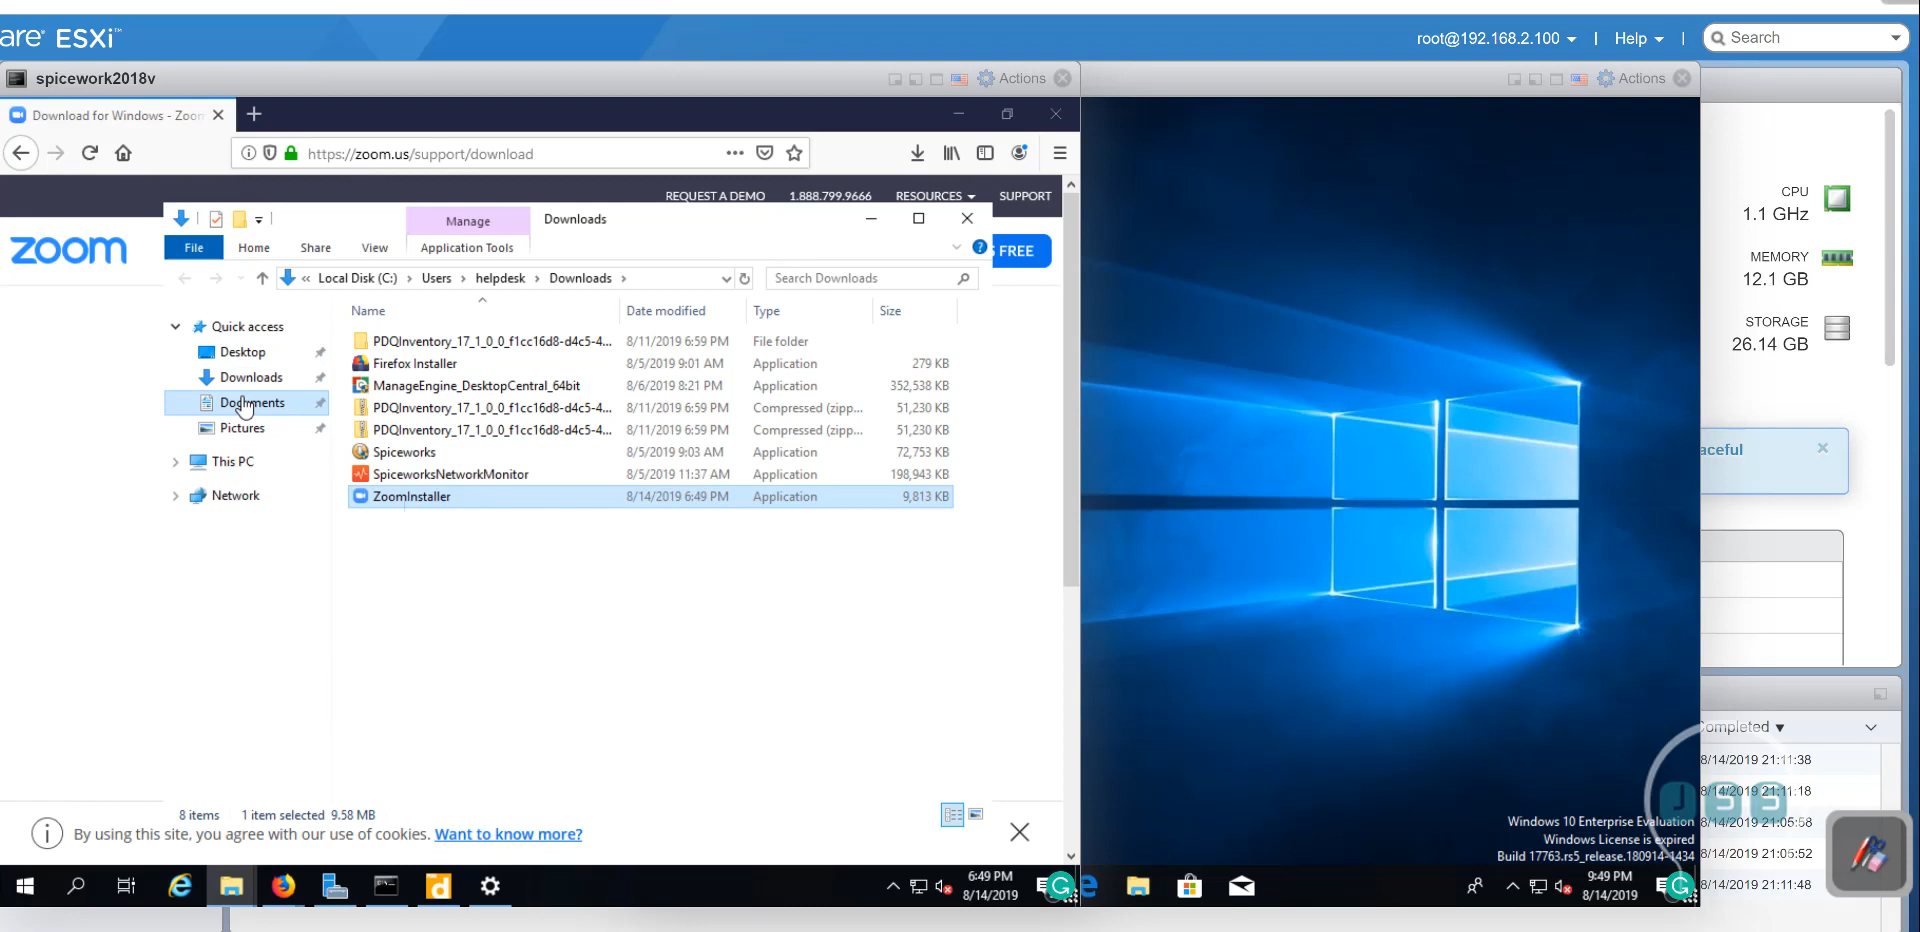 are ESXi™
root@192.168.2.100 | Help | Search
spicework2018v
Actions
Actions
Download for Windows - Zoom
https://zoom.us/support/download
REQUEST A DEMO 1.888.799.9666 RESOURCES SUPPORT
zoom
FREE
Manage Downloads
File Home Share View Application Tools
« Local Disk (C:) › Users › helpdesk › Downloads ›
Search Downloads
Quick access
Desktop
Downloads
Documents
Pictures
This PC
Network
Name Date modified Type Size
PDQInventory_17_1_0_0_f1cc16d8-d4c5-4... 8/11/2019 6:59 PM File folder
Firefox Installer 8/5/2019 9:01 AM Application 279 KB
ManageEngine_DesktopCentral_64bit 8/6/2019 8:21 PM Application 352,538 KB
PDQInventory_17_1_0_0_f1cc16d8-d4c5-4... 8/11/2019 6:59 PM Compressed (zipp... 51,230 KB
PDQInventory_17_1_0_0_f1cc16d8-d4c5-4... 8/11/2019 6:59 PM Compressed (zipp... 51,230 KB
Spiceworks 8/5/2019 9:03 AM Application 72,753 KB
SpiceworksNetworkMonitor 8/5/2019 11:37 AM Application 198,943 KB
ZoomInstaller 8/14/2019 6:49 PM Application 9,813 KB
8 items 1 item selected 9.58 MB
By using this site, you agree with our use of cookies. Want to know more?
6:49 PM
8/14/2019
Windows 10 Enterprise Evaluation
Windows License is expired
Build 17763.rs5_release.180914-1434
9:49 PM
8/14/2019
CPU
1.1 GHz
MEMORY
12.1 GB
STORAGE
26.14 GB
aceful
Completed ▼
8/14/2019 21:11:38
8/14/2019 21:11:18
8/14/2019 21:05:58
8/14/2019 21:05:52
8/14/2019 21:11:48
JSS